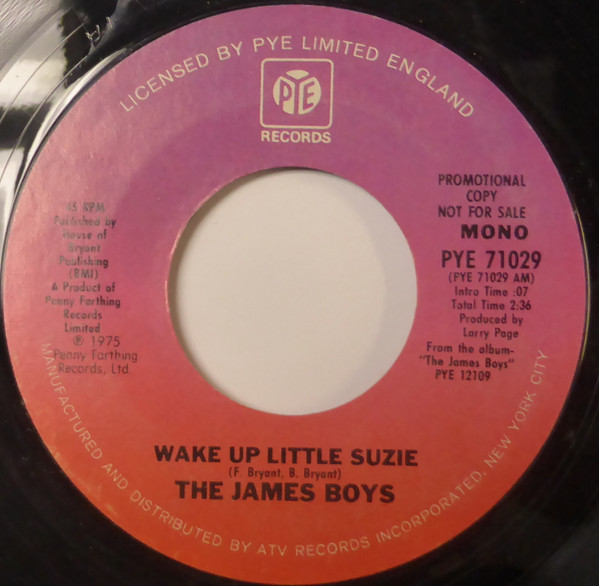 LICENSED BY PYE LIMITED ENGLAND
PYE
RECORDS
45 RPM
Published by
House of
Bryant
Publishing
(BMI)
A Product of
Penny Farthing
Records
Limited
℗ 1975
Penny Farthing
Records, Ltd.
PROMOTIONAL
COPY
NOT FOR SALE
MONO
PYE 71029
(PYE 71029 AM)
Intro Time :07
Total Time 2:36
Produced by
Larry Page
From the album-
"The James Boys"
PYE 12109
WAKE UP LITTLE SUZIE
(F. Bryant, B. Bryant)
THE JAMES BOYS
MANUFACTURED AND DISTRIBUTED BY ATV RECORDS INCORPORATED, NEW YORK CITY